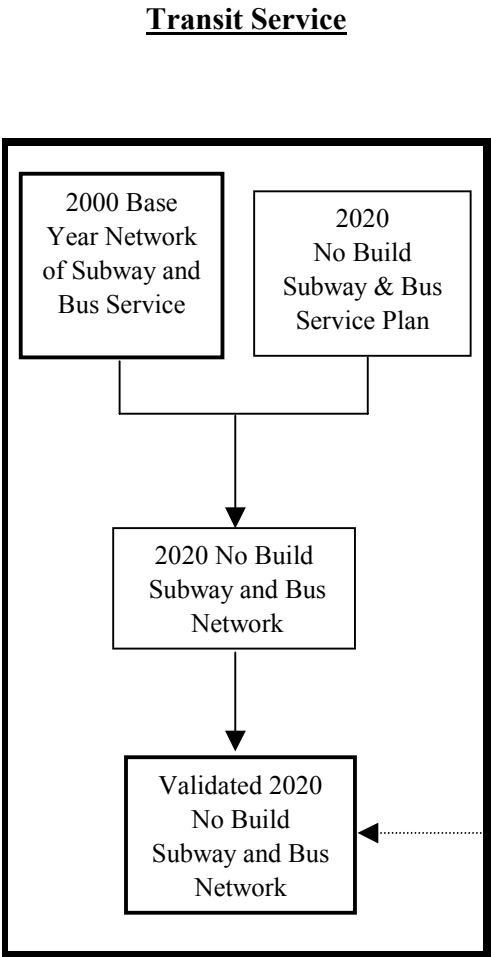 Transit Service
2000 Base
Year Network
of Subway and
Bus Service
2020
No Build
Subway & Bus
Service Plan
2020 No Build
Subway and Bus
Network
Validated 2020
No Build
Subway and Bus
Network